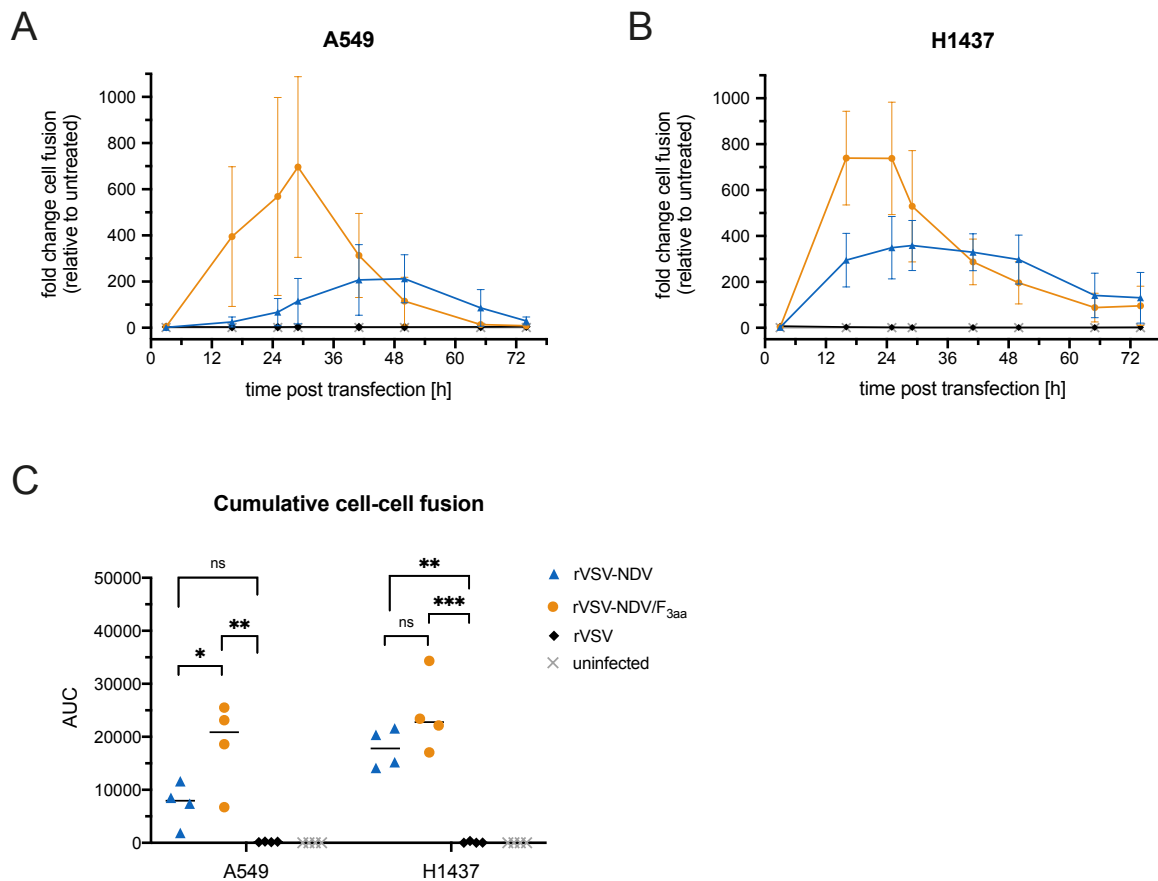 A
A549
fold change cell fusion
(relative to untreated)
1000
800
600
400
200
0
0 12 24 36 48 60 72
time post transfection [h]
B
H1437
fold change cell fusion
(relative to untreated)
1000
800
600
400
200
0
0 12 24 36 48 60 72
time post transfection [h]
C
Cumulative cell-cell fusion
AUC
50000
40000
30000
20000
10000
0
ns
*
**
**
***
ns
A549 H1437
rVSV-NDV
rVSV-NDV/F3aa
rVSV
uninfected